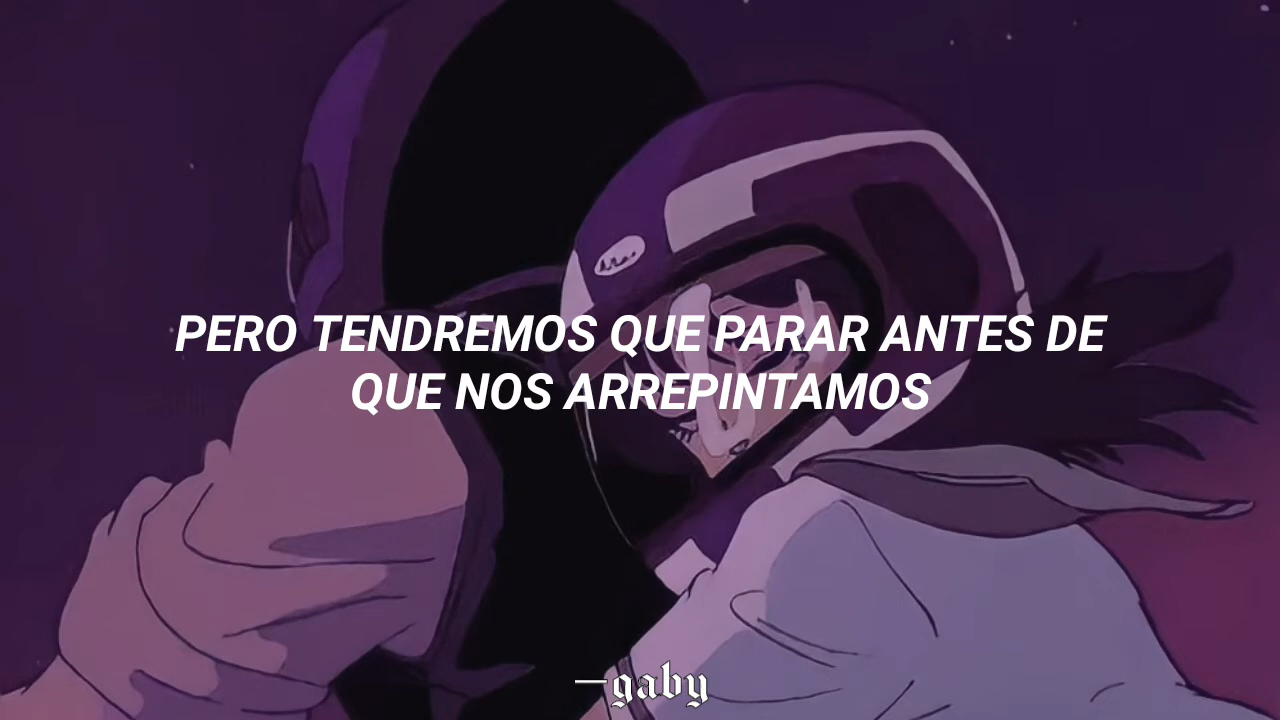 PERO TENDREMOS QUE PARAR ANTES DE
QUE NOS ARREPINTAMOS
—gaby